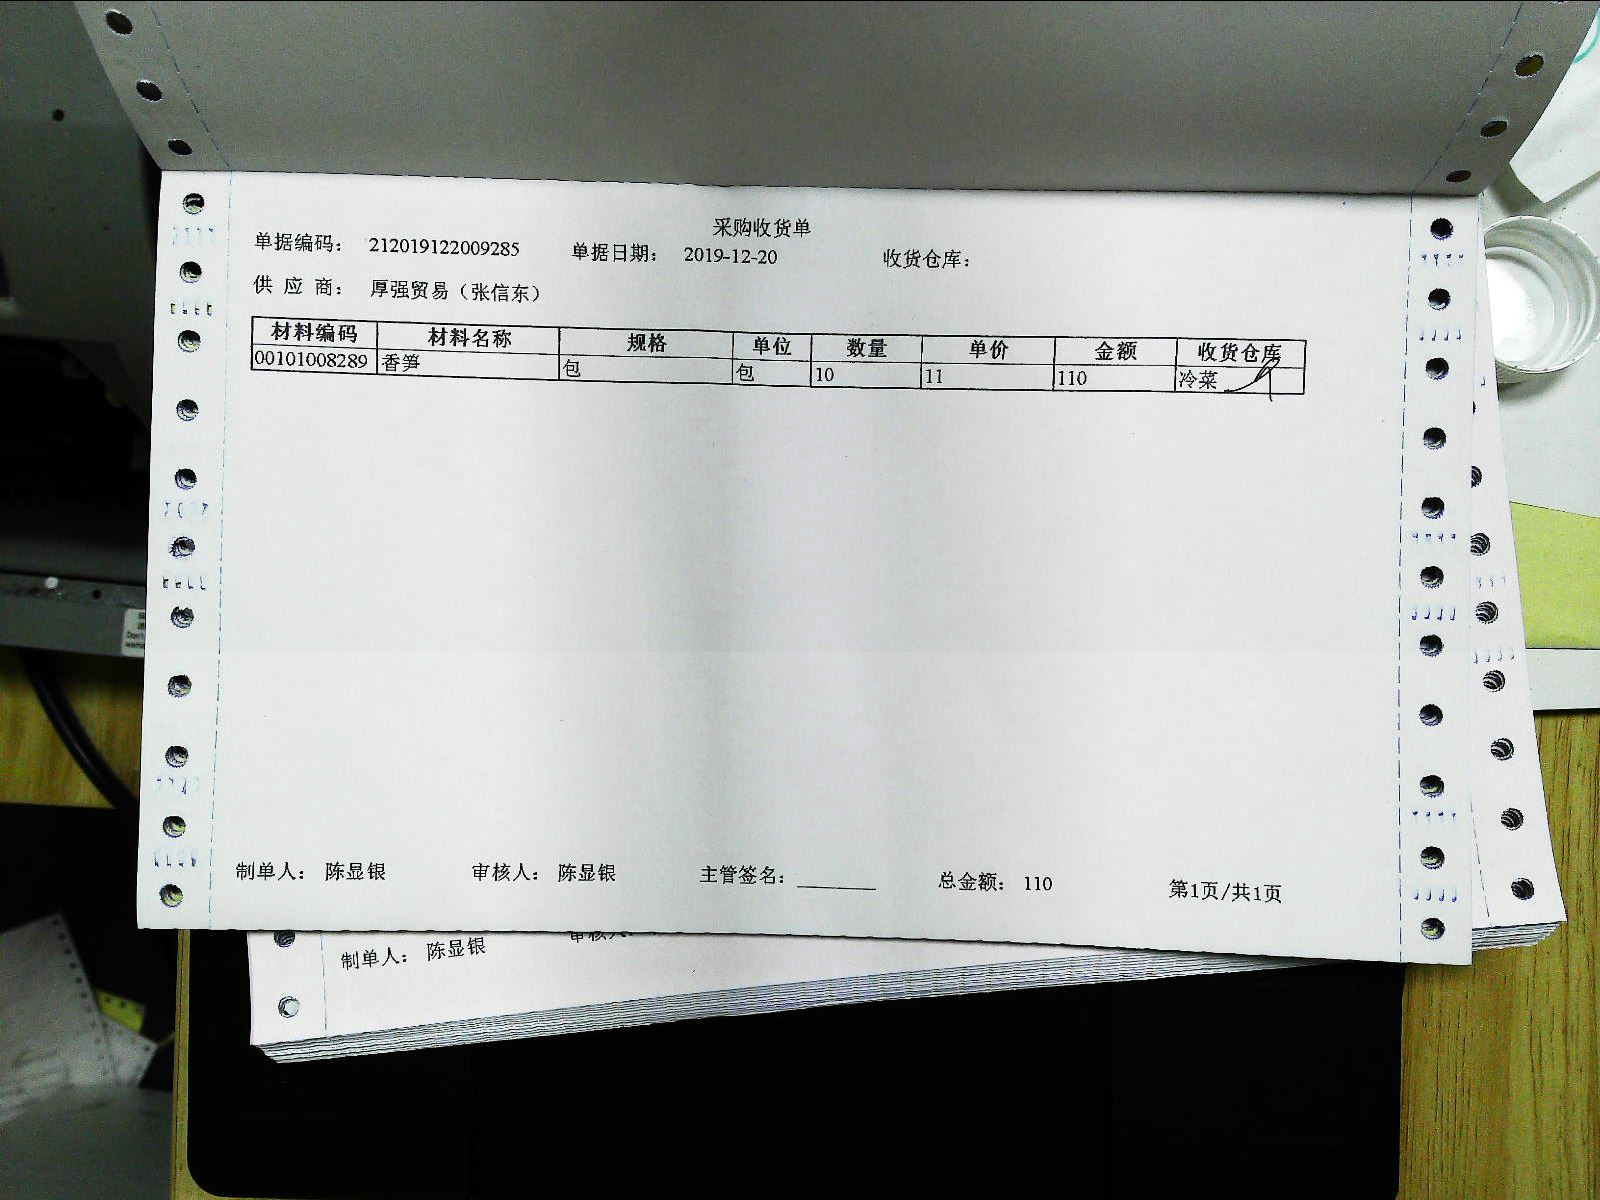 采购收货单
单据编码： 212019122009285 单据日期： 2019-12-20 收货仓库：
供应商： 厚强贸易（张信东）
材料编码 材料名称 规格 单位 数量 单价 金额 收货仓库
00101008289 香笋 包 包 10 11 110 冷菜
制单人： 陈显银 审核人： 陈显银 主管签名：________ 总金额： 110 第1页/共1页
制单人： 陈显银 审核人：